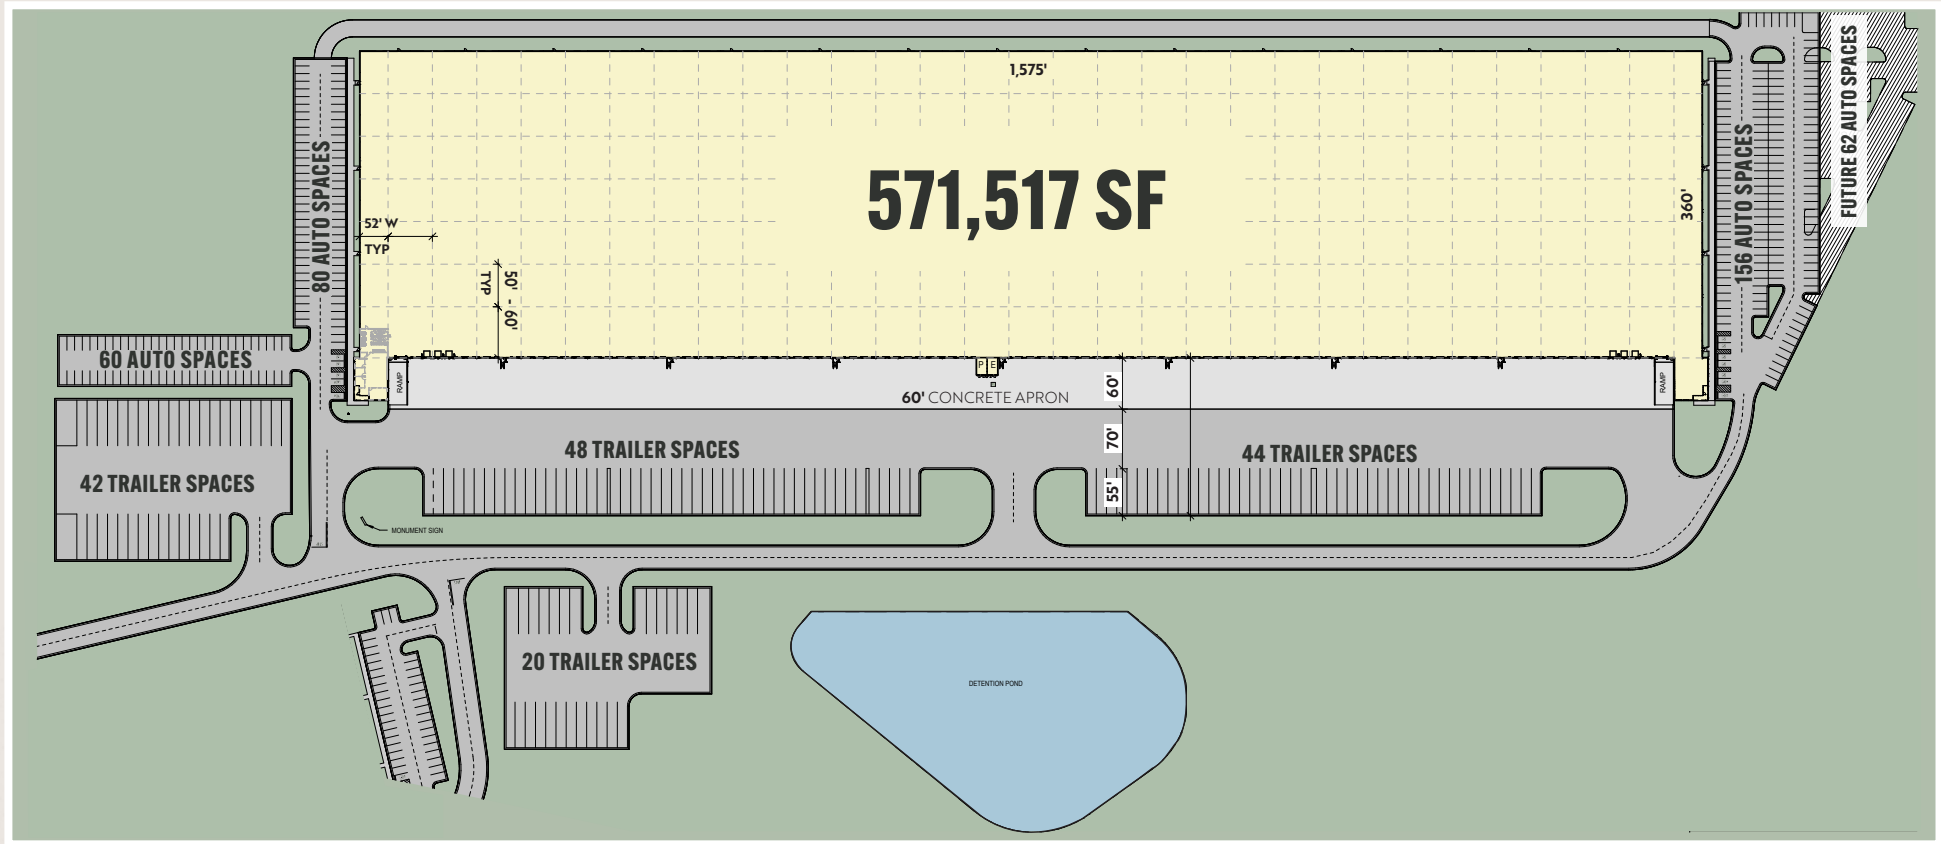 1,575'
FUTURE 62 AUTO SPACES
571,517 SF
360'
156 AUTO SPACES
80 AUTO SPACES
52' W
TYP
50' - 60'
TYP
60 AUTO SPACES
RAMP
P E
RAMP
60' CONCRETE APRON
60'
48 TRAILER SPACES
70'
44 TRAILER SPACES
42 TRAILER SPACES
55'
MONUMENT SIGN
20 TRAILER SPACES
DETENTION POND